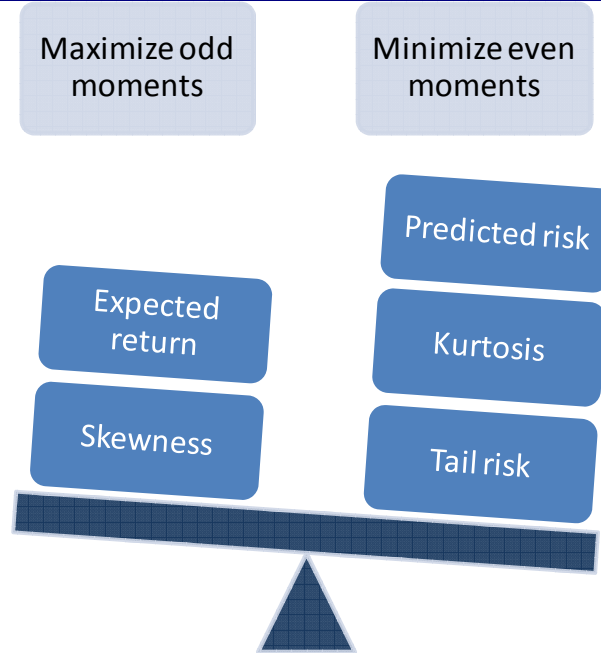 Maximize odd
moments
Minimize even
moments
Predicted risk
Expected
return
Kurtosis
Skewness
Tail risk